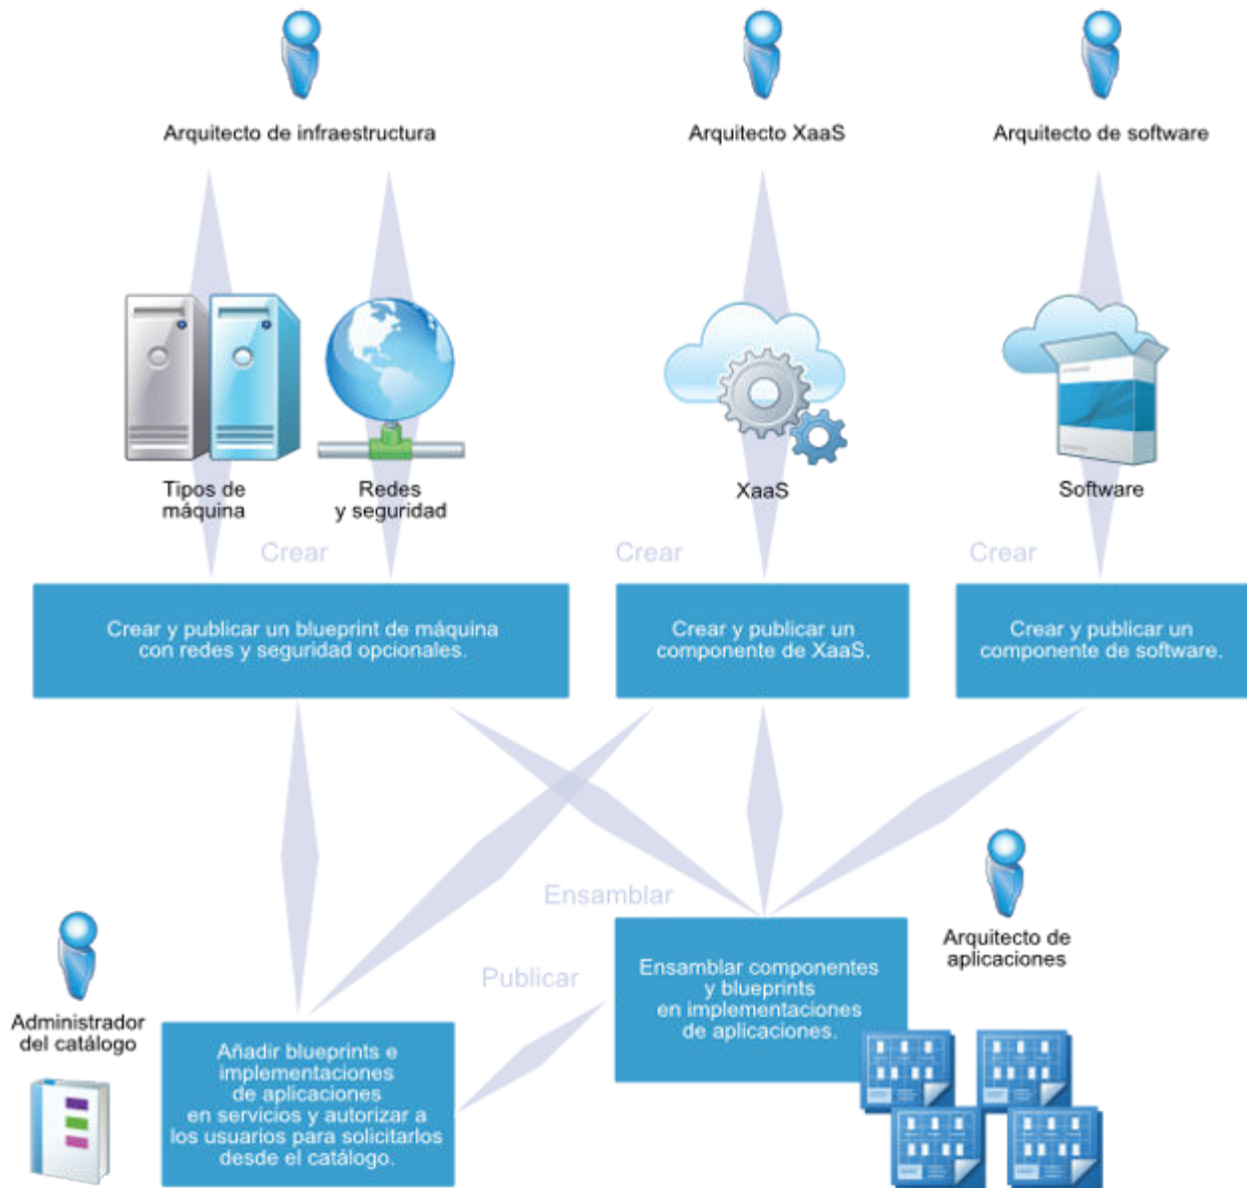 Arquitecto de infraestructura
Arquitecto XaaS
Arquitecto de software
Tipos de
máquina
Redes
y seguridad
XaaS
Software
Crear
Crear
Crear
Crear y publicar un blueprint de máquina
con redes y seguridad opcionales.
Crear y publicar un
componente de XaaS.
Crear y publicar un
componente de software.
Ensamblar
Publicar
Ensamblar componentes
y blueprints
en implementaciones
de aplicaciones.
Arquitecto de
aplicaciones
Administrador
del catálogo
Añadir blueprints e
implementaciones
de aplicaciones
en servicios y autorizar a
los usuarios para solicitarlos
desde el catálogo.